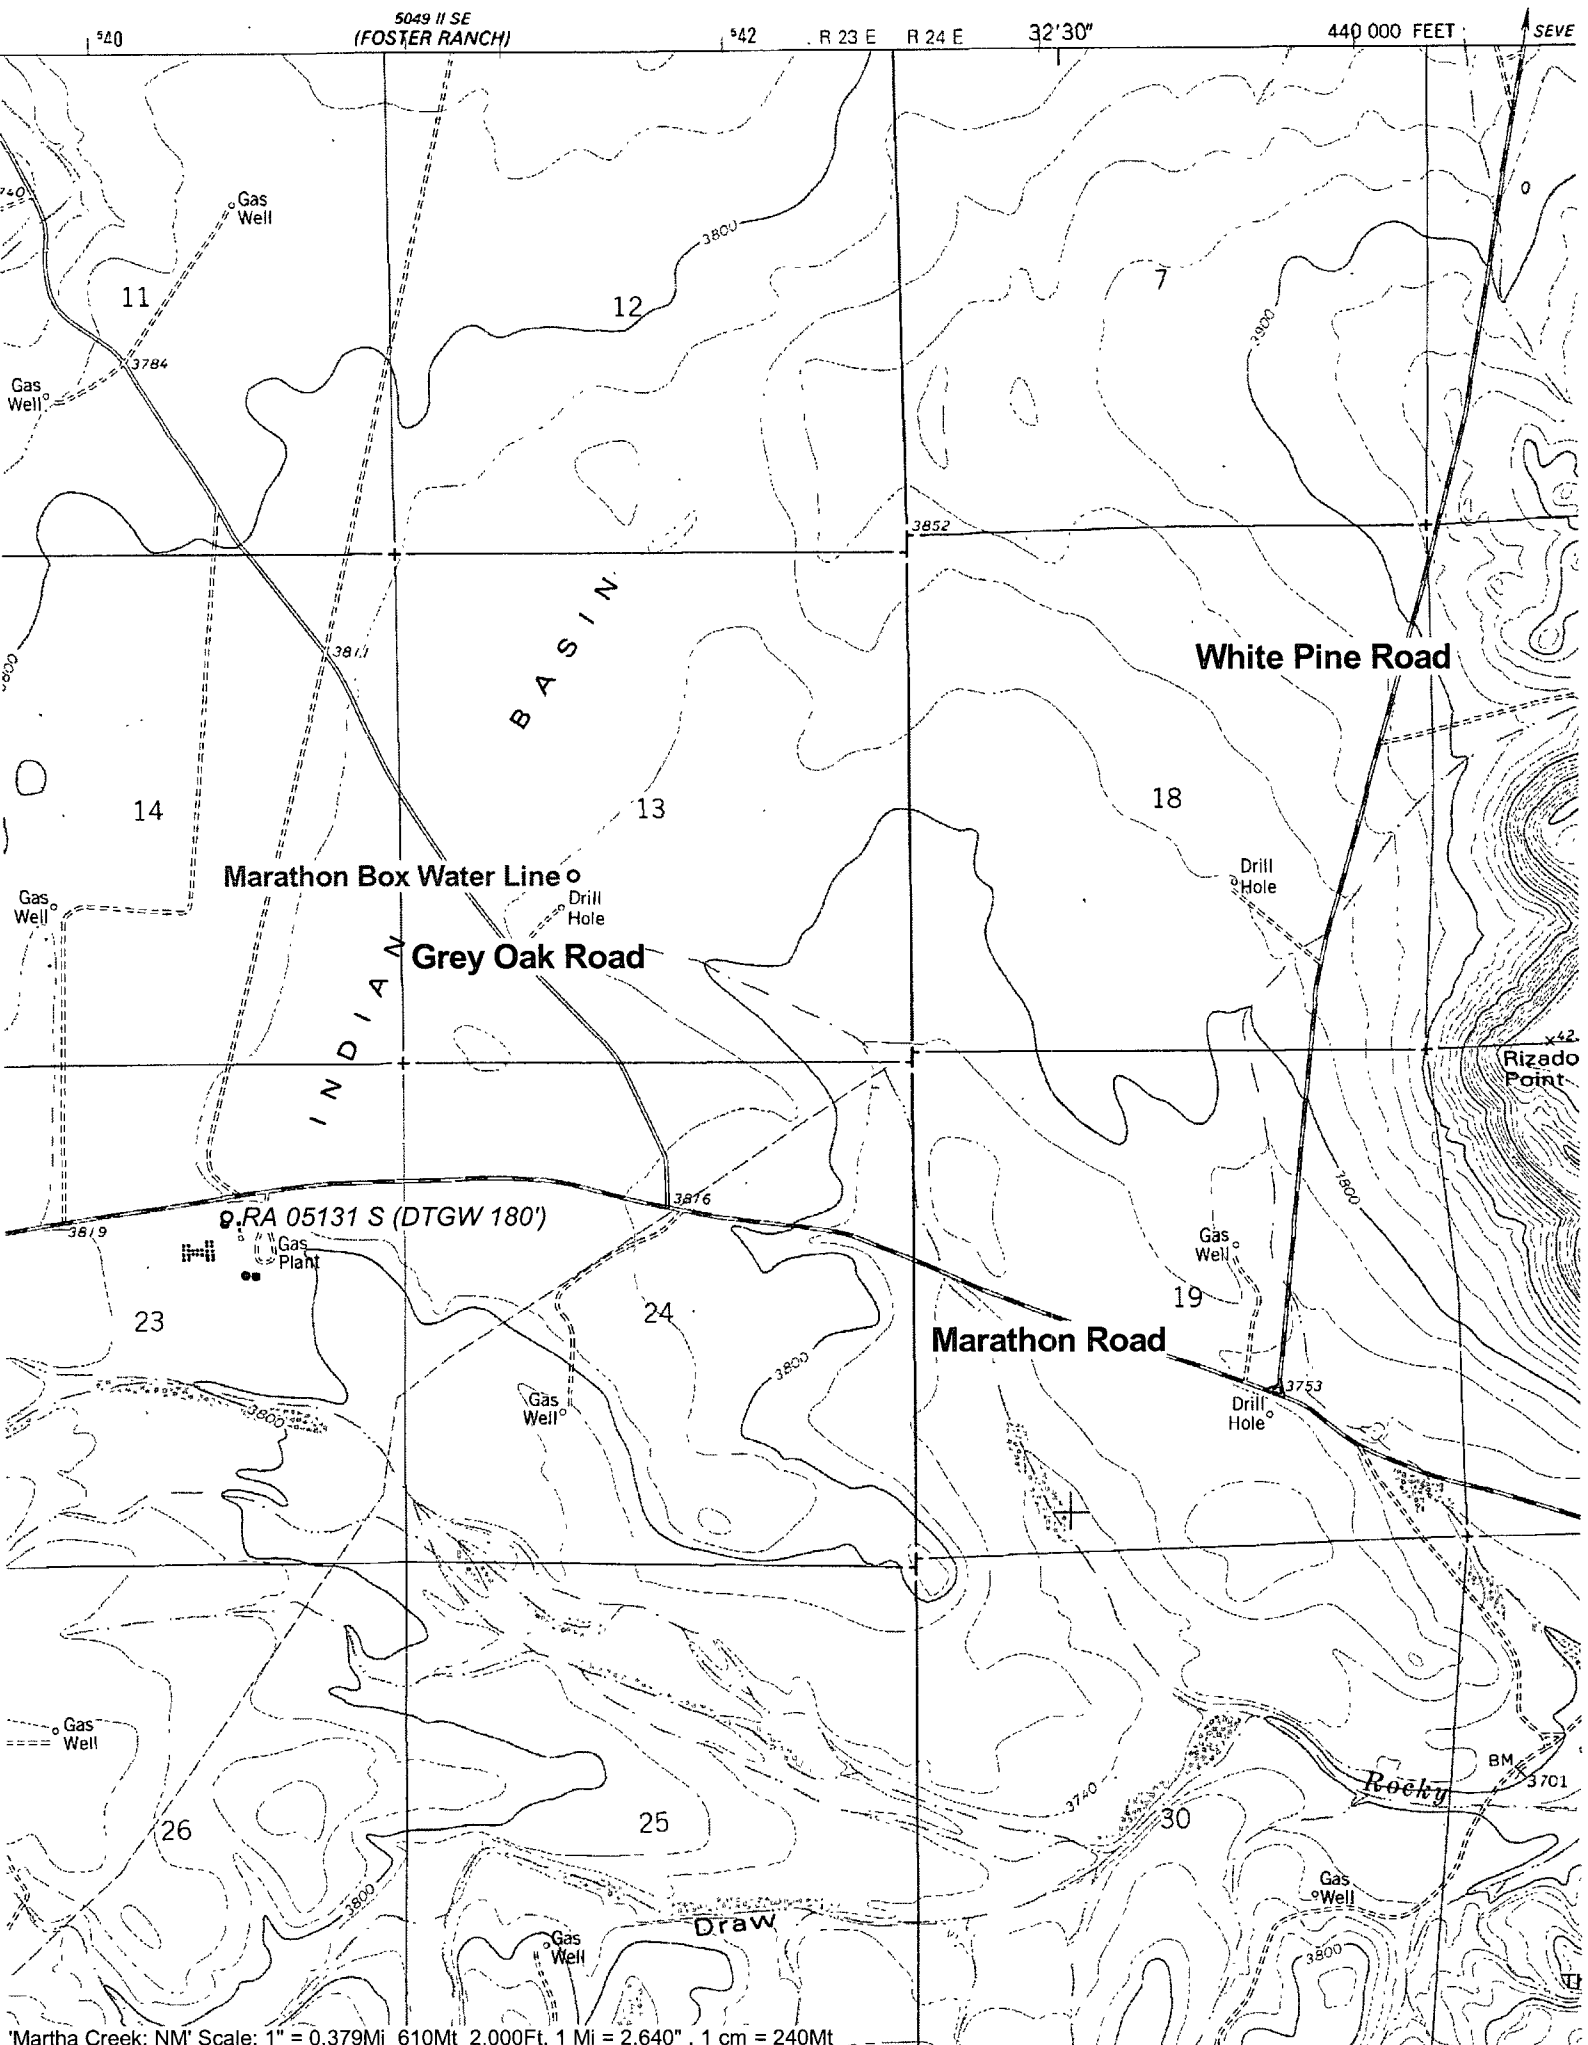 5049 II SE
⁵40
(FOSTER RANCH)
⁵42
R 23 E
R 24 E
32'30"
440 000 FEET
SEVE
740
Gas
Well
3800
7
11
12
3900
3784
Gas
Well
3852
BASIN
3811
White Pine Road
14
13
18
Marathon Box Water Line
Drill
Hole
Gas
Well
Drill
Hole
Grey Oak Road
INDIAN
×42
Rizado
Point
3800
3816
RA 05131 S (DTGW 180')
3819
Gas
Plant
Gas
Well
23
24
19
Marathon Road
3800
3753
Gas
Well
Drill
Hole
3800
Gas
Well
BM
3701
Rocky
3740
26
25
30
Gas
Well
3800
Draw
Gas
Well
3800
'Martha Creek: NM' Scale: 1" = 0.379Mi 610Mt 2,000Ft, 1 Mi = 2.640" , 1 cm = 240Mt